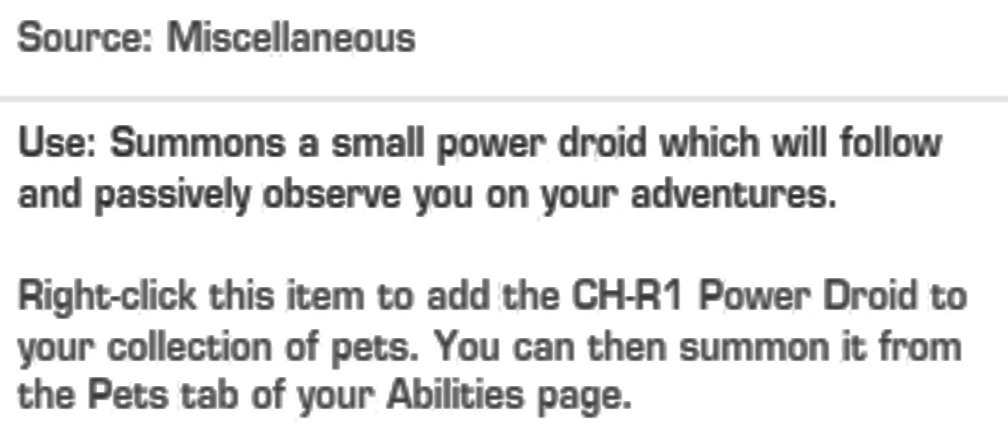 Source: Miscellaneous
Use: Summons a small power droid which will follow
and passively observe you on your adventures.
Right-click this item to add the CH-R1 Power Droid to
your collection of pets. You can then summon it from
the Pets tab of your Abilities page.